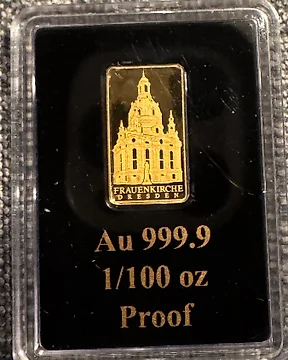 FRAUENKIRCHE
DRESDEN
Au 999.9
1/100 oz
Proof